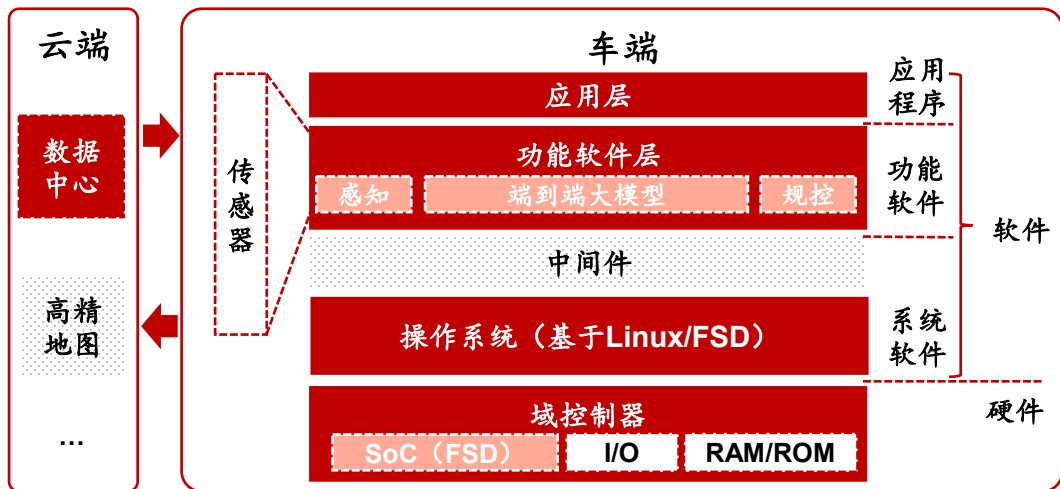 云端
数据
中心
高精
地图
...
车端
传
感
器
应用层
功能软件层
感知
端到端大模型
规控
中间件
操作系统（基于Linux/FSD）
域控制器
SoC（FSD）
I/O
RAM/ROM
应用
程序
功能
软件
系统
软件
软件
硬件